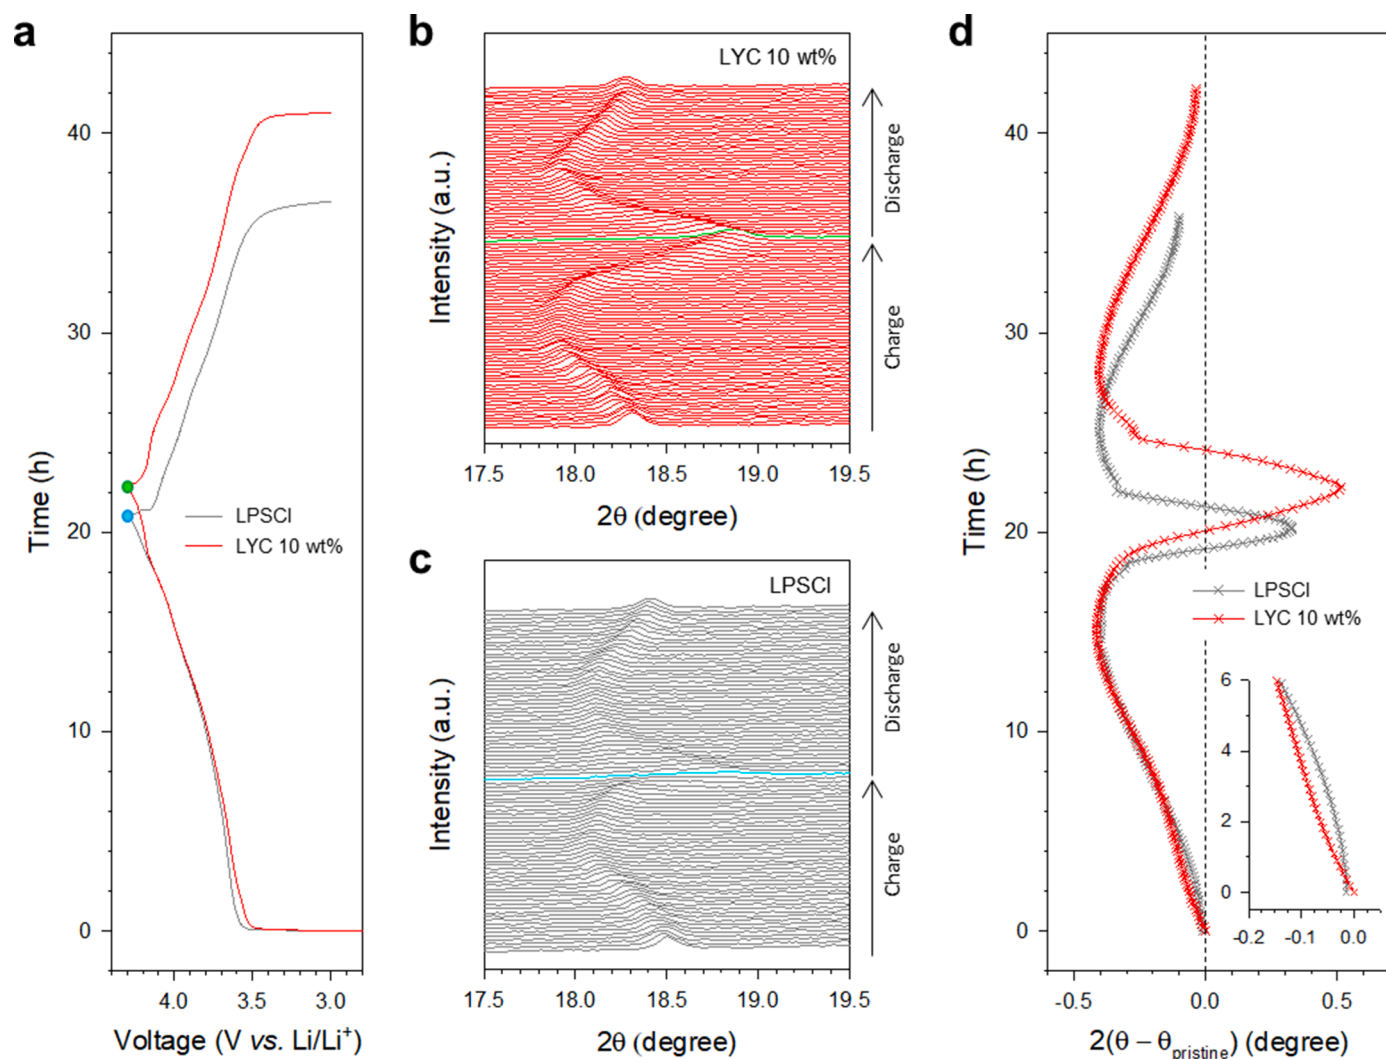 a
40
30
20
10
0
Time (h)
LPSCl
LYC 10 wt%
4.0 3.5 3.0
Voltage (V vs. Li/Li⁺)
b
LYC 10 wt%
Intensity (a.u.)
Discharge
Charge
17.5 18.0 18.5 19.0 19.5
2θ (degree)
c
LPSCl
Intensity (a.u.)
Discharge
Charge
17.5 18.0 18.5 19.0 19.5
2θ (degree)
d
40
30
20
10
0
Time (h)
LPSCl
LYC 10 wt%
6
4
2
0
-0.2 -0.1 0.0
-0.5 0.0 0.5
2(θ − θpristine) (degree)